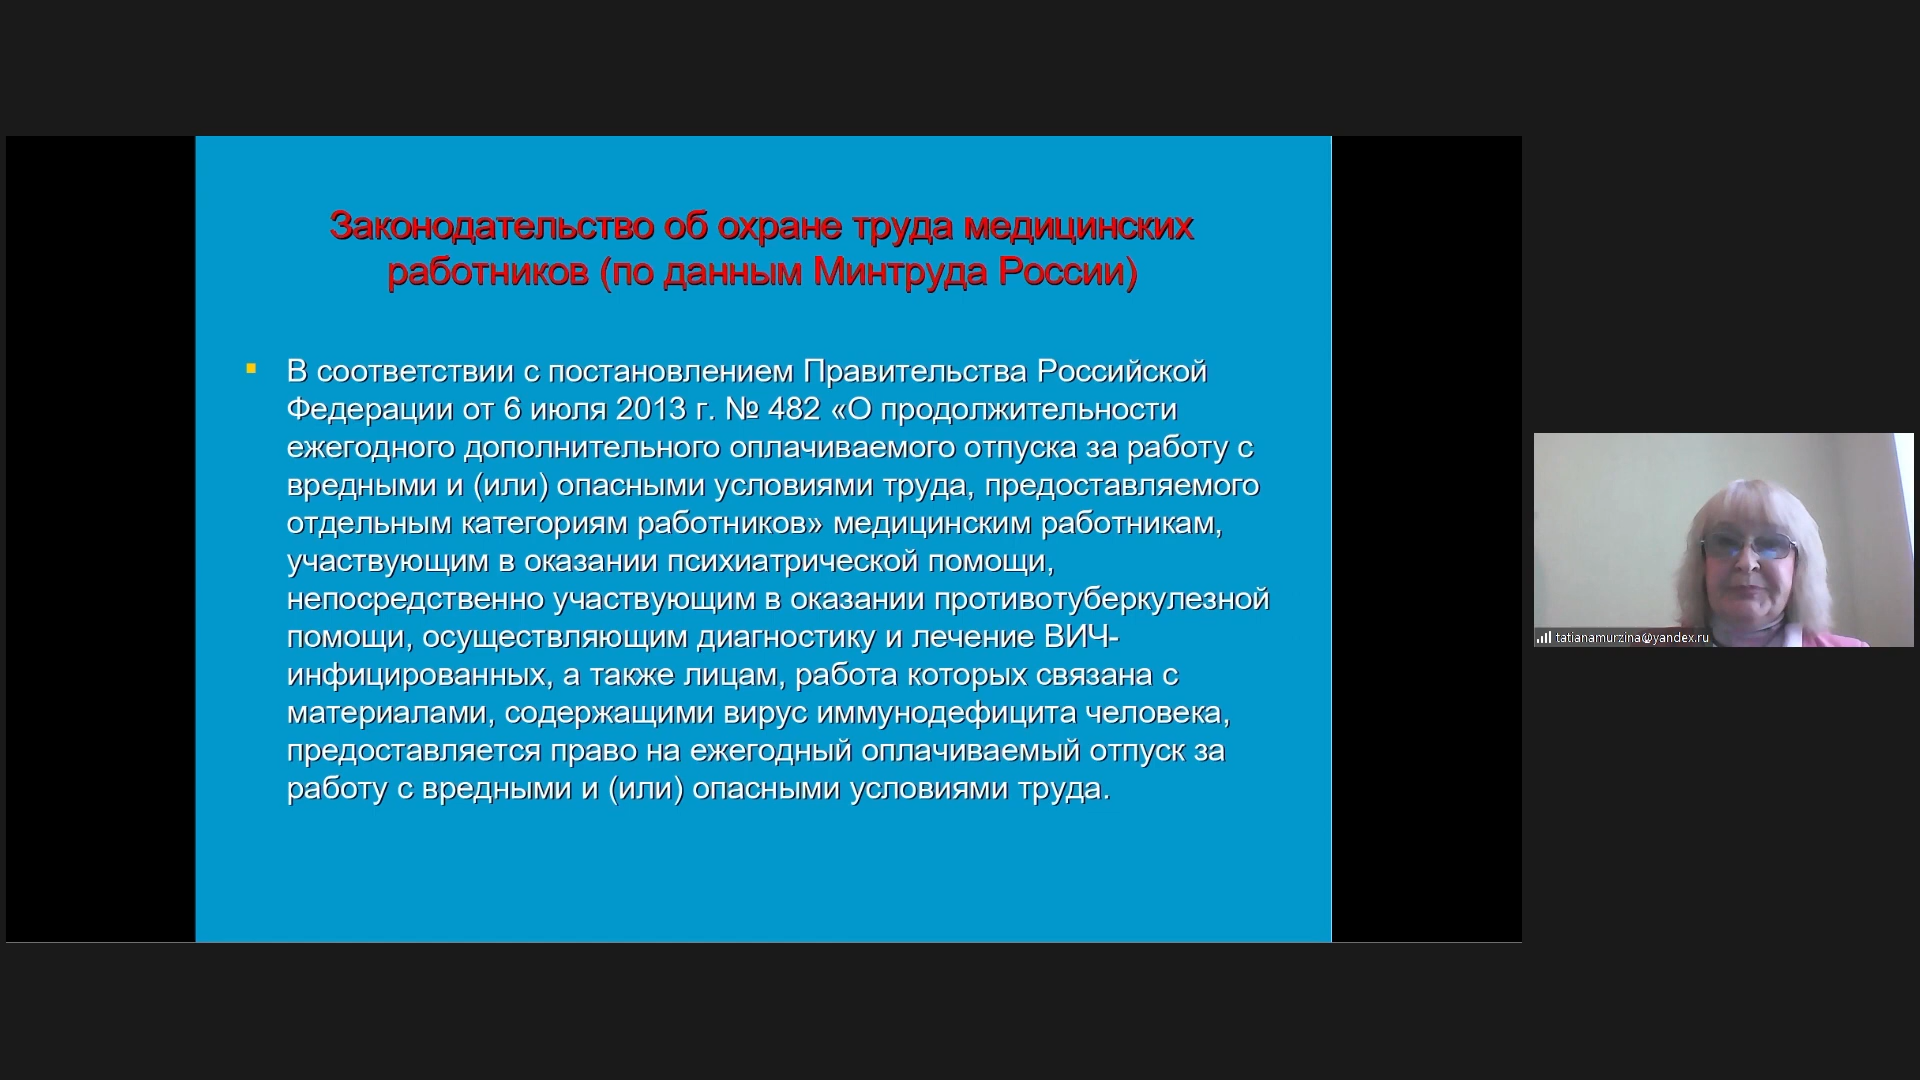 Законодательство об охране труда медицинских
работников (по данным Минтруда России)
В соответствии с постановлением Правительства Российской
Федерации от 6 июля 2013 г. № 482 «О продолжительности
ежегодного дополнительного оплачиваемого отпуска за работу с
вредными и (или) опасными условиями труда, предоставляемого
отдельным категориям работников» медицинским работникам,
участвующим в оказании психиатрической помощи,
непосредственно участвующим в оказании противотуберкулезной
помощи, осуществляющим диагностику и лечение ВИЧ-
инфицированных, а также лицам, работа которых связана с
материалами, содержащими вирус иммунодефицита человека,
предоставляется право на ежегодный оплачиваемый отпуск за
работу с вредными и (или) опасными условиями труда.
tatianamurzina@yandex.ru